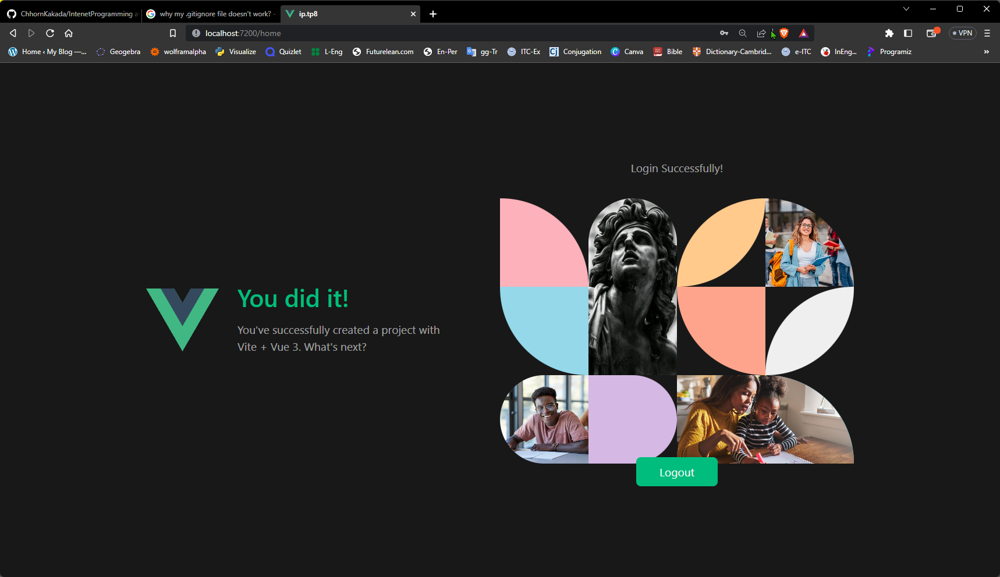 ChhornKakada/IntenetProgramming a
why my .gitignore file doesn't work? -
ip.tp8
localhost:7200/home
VPN
Home ‹ My Blog —...
Geogebra
wolframalpha
Visualize
Quizlet
L-Eng
Futurelean.com
En-Per
gg-Tr
ITC-Ex
Conjugation
Canva
Bible
Dictionary-Cambrid...
e-ITC
InEng...
Programiz
Login Successfully!
You did it!
You’ve successfully created a project with
Vite + Vue 3. What's next?
Logout